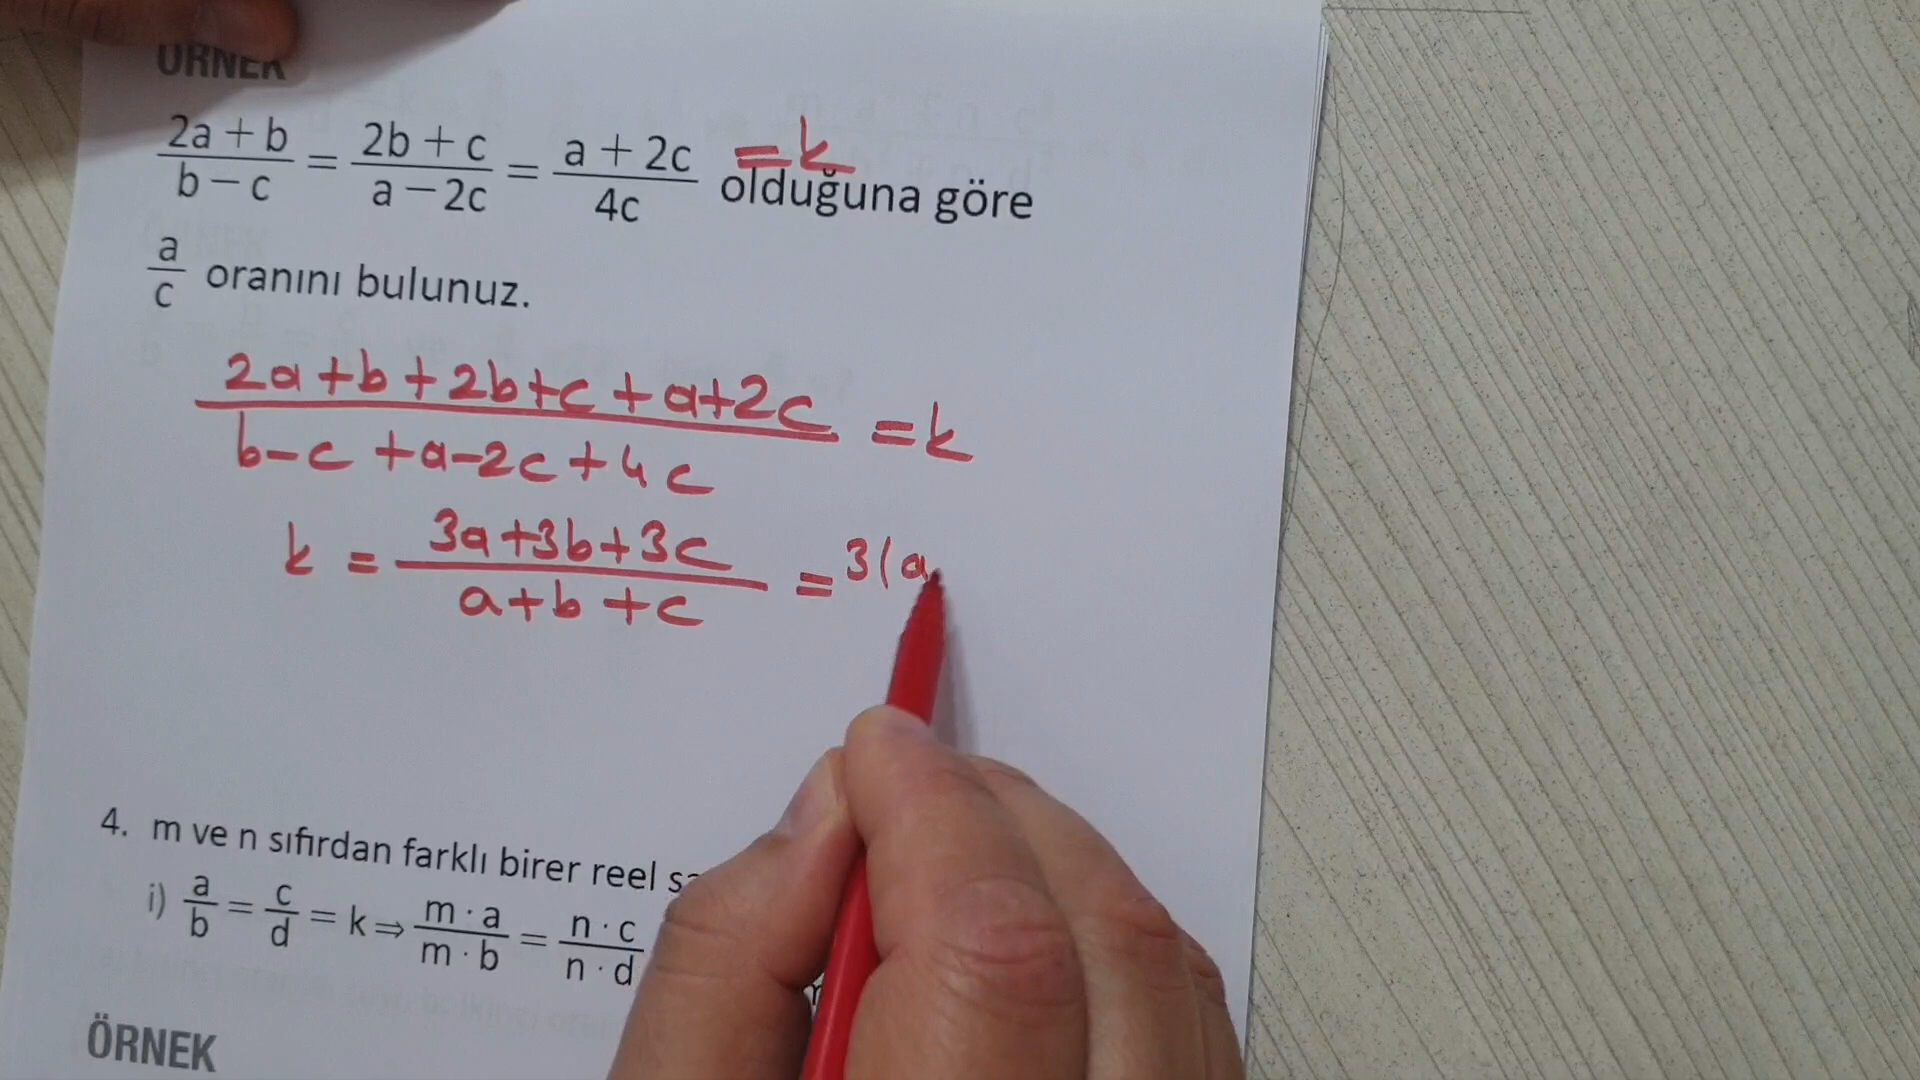 ÖRNEK
(2a + b)/(b - c) = (2b + c)/(a - 2c) = (a + 2c)/(4c) = k olduğuna göre
a/c oranını bulunuz.
(2a + b + 2b + c + a + 2c)/(b - c + a - 2c + 4c) = k
k = (3a + 3b + 3c)/(a + b + c) = 3(a
4. m ve n sıfırdan farklı birer reel
i) a/b = c/d = k ⇒ (m · a)/(m · b) = (n · c)/(n · d)
ÖRNEK